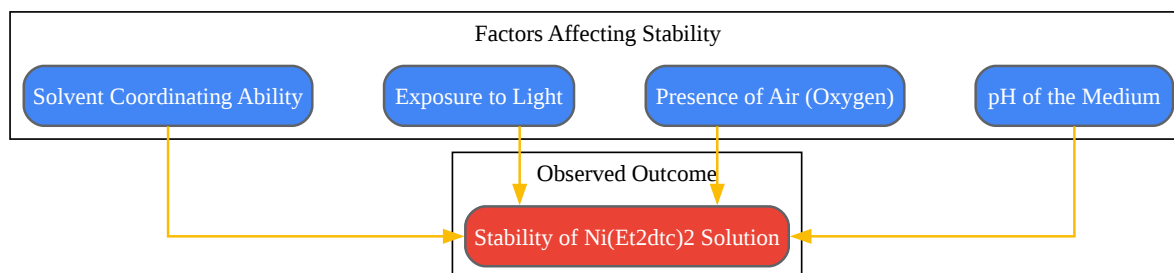 Factors Affecting Stability
Solvent Coordinating Ability
Exposure to Light
Presence of Air (Oxygen)
pH of the Medium
Observed Outcome
Stability of Ni(Et2dtc)2 Solution